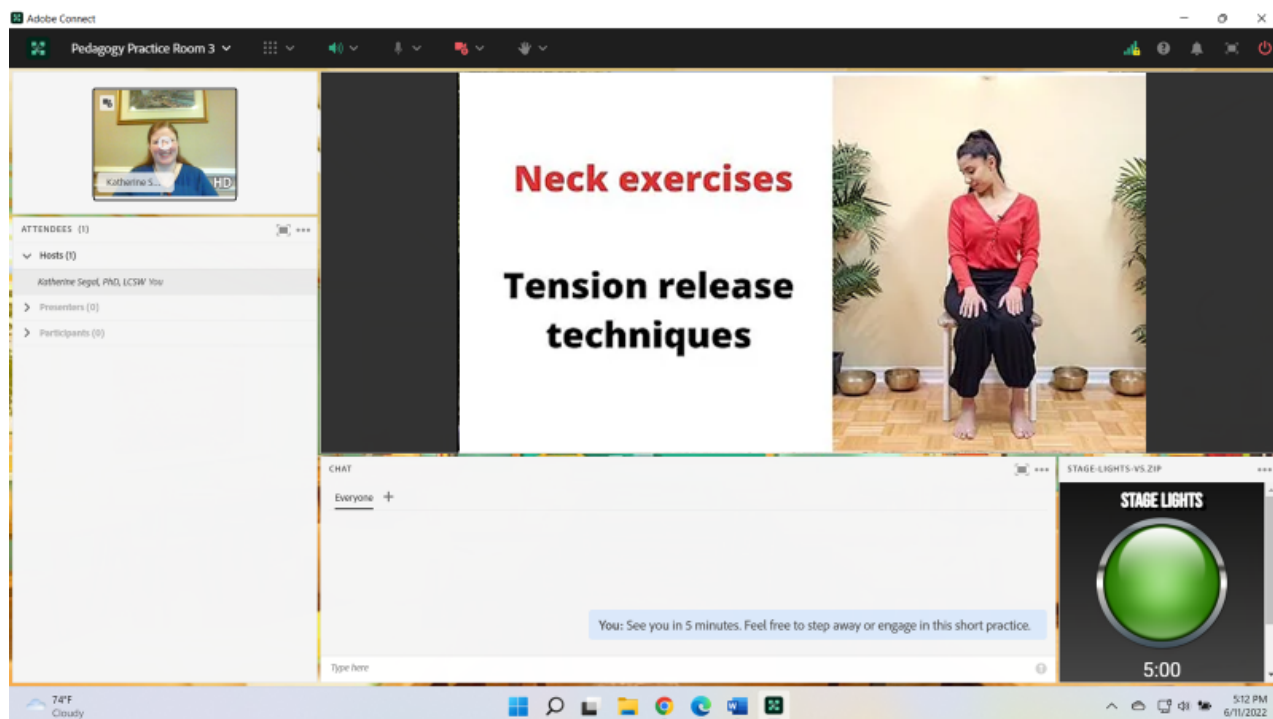 Adobe Connect
Pedagogy Practice Room 3
Katherine S...
HD
ATTENDEES (1)
Hosts (1)
Katherine Segal, PhD, LCSW You
Presenters (0)
Participants (0)
Neck exercises
Tension release
techniques
CHAT
Everyone
You: See you in 5 minutes. Feel free to step away or engage in this short practice.
Type here
STAGE-LIGHTS-V5.ZIP
STAGE LIGHTS
5:00
74°F
Cloudy
5:12 PM
6/11/2022